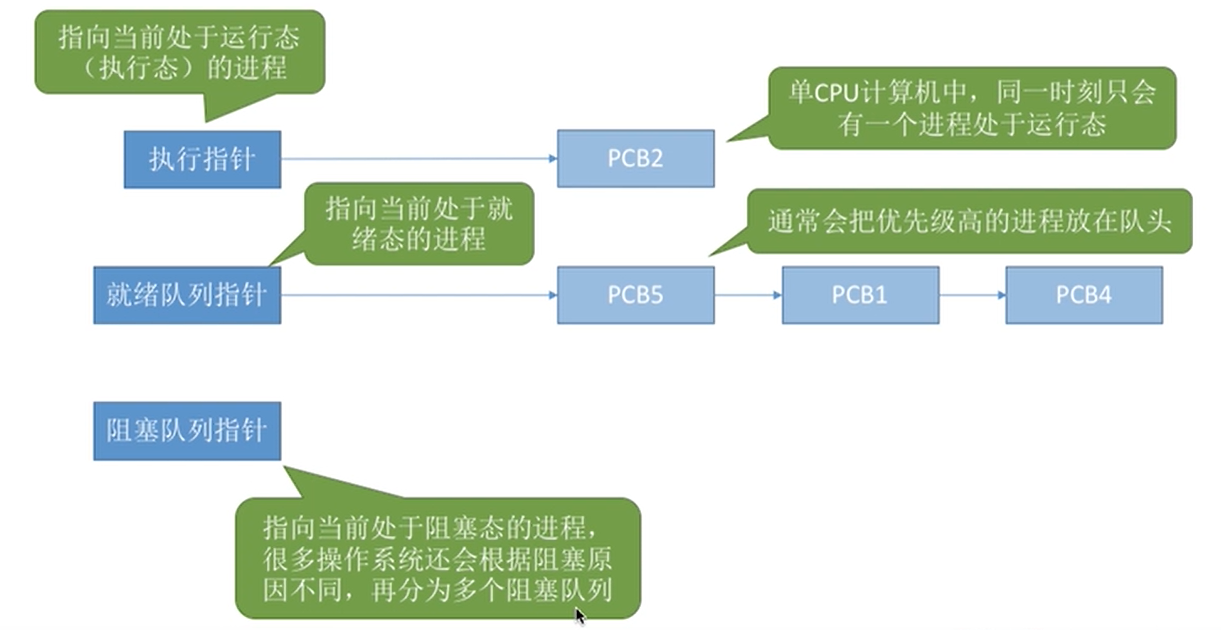 指向当前处于运行态
（执行态）的进程
单CPU计算机中，同一时刻只会
有一个进程处于运行态
执行指针
PCB2
指向当前处于就
绪态的进程
通常会把优先级高的进程放在队头
就绪队列指针
PCB5
PCB1
PCB4
阻塞队列指针
指向当前处于阻塞态的进程，
很多操作系统还会根据阻塞原
因不同，再分为多个阻塞队列